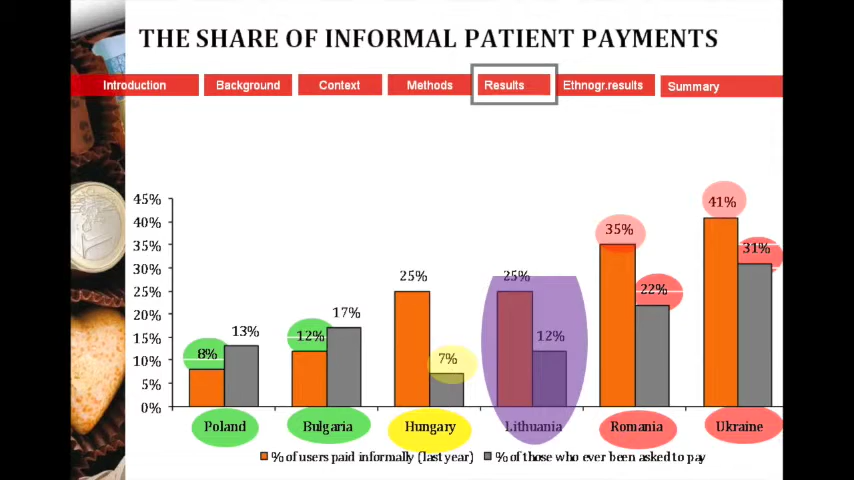 THE SHARE OF INFORMAL PATIENT PAYMENTS
Introduction Background Context Methods Results Ethnogr.results Summary
45%
40%
35%
30%
25%
20%
15%
10%
5%
0%
8% 13% 12% 17% 25% 7% 25% 12% 35% 22% 41% 31%
Poland Bulgaria Hungary Lithuania Romania Ukraine
% of users paid informally (last year) % of those who ever been asked to pay